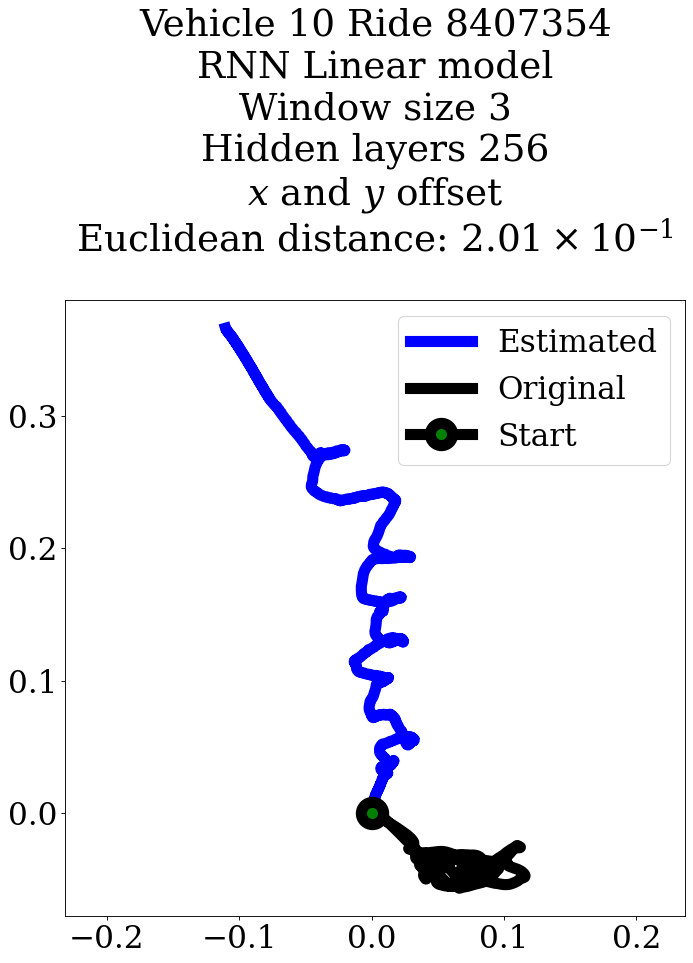 Vehicle 10 Ride 8407354
RNN Linear model
Window size 3
Hidden layers 256
x and y offset
Euclidean distance: 2.01 × 10⁻¹
Estimated
Original
Start
0.3
0.2
0.1
0.0
−0.2 −0.1 0.0 0.1 0.2